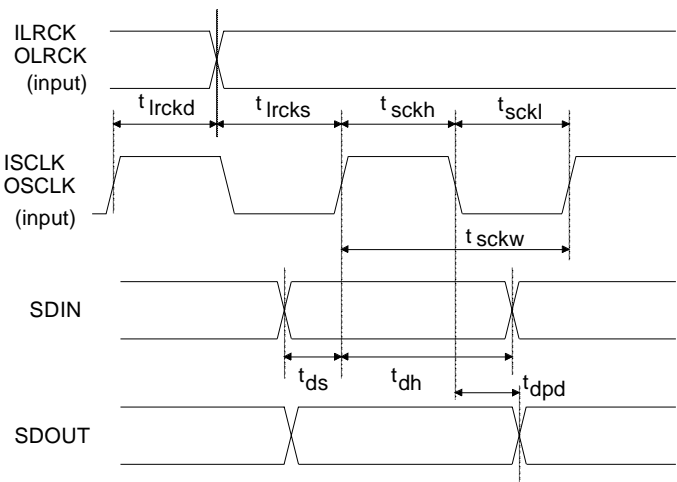 ILRCK
OLRCK
(input)
t lrckd
t lrcks
t sckh
t sckl
ISCLK
OSCLK
(input)
t sckw
SDIN
t ds
t dh
t dpd
SDOUT